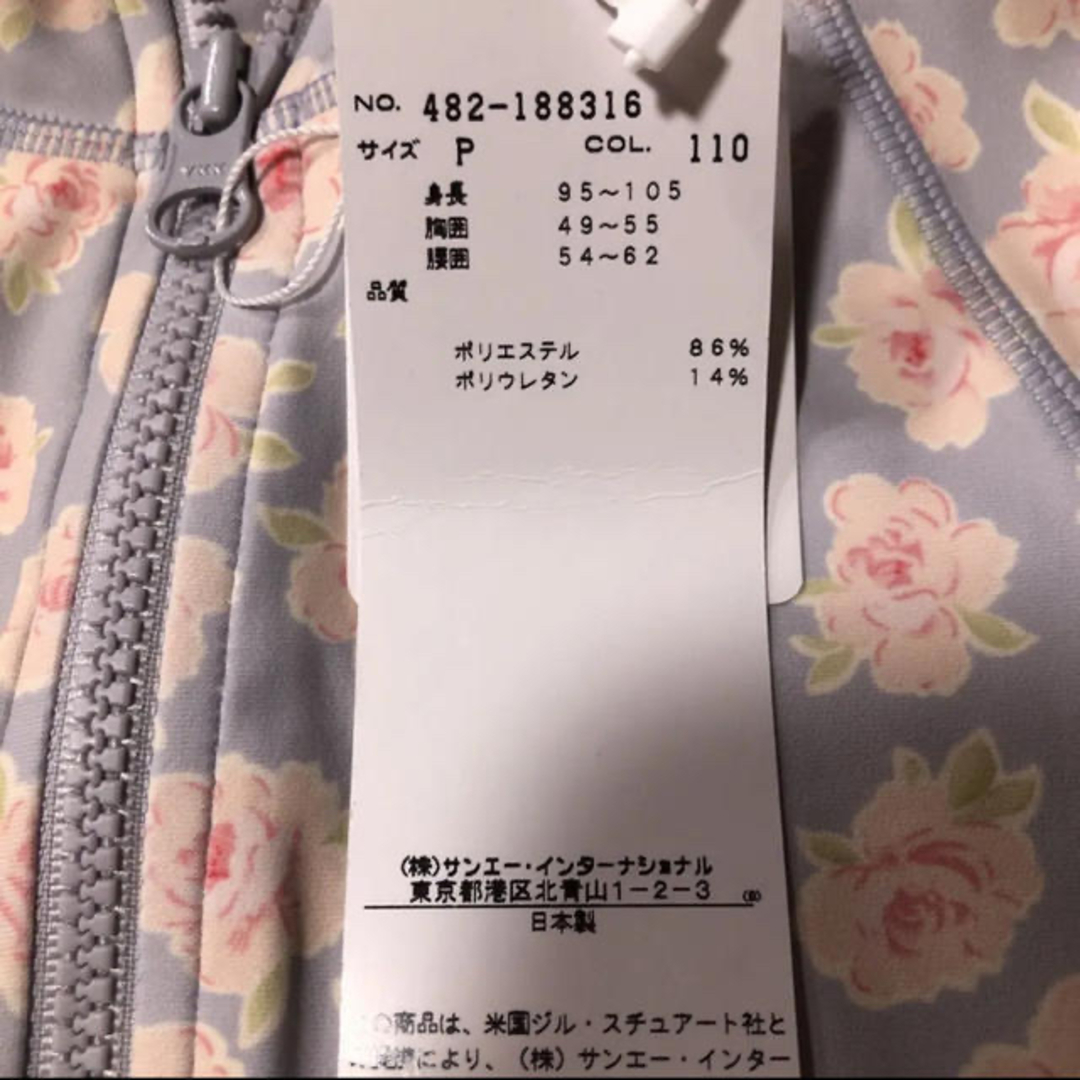 NO. 482-188316
サイズ P COL. 110
身長 95～105
胸囲 49～55
腰囲 54～62
品質
ポリエステル 86%
ポリウレタン 14%
(株)サンエー・インターナショナル
東京都港区北青山1-2-3
日本製
商品は、米国ジル・スチュアート社と
により、(株) サンエー・インター